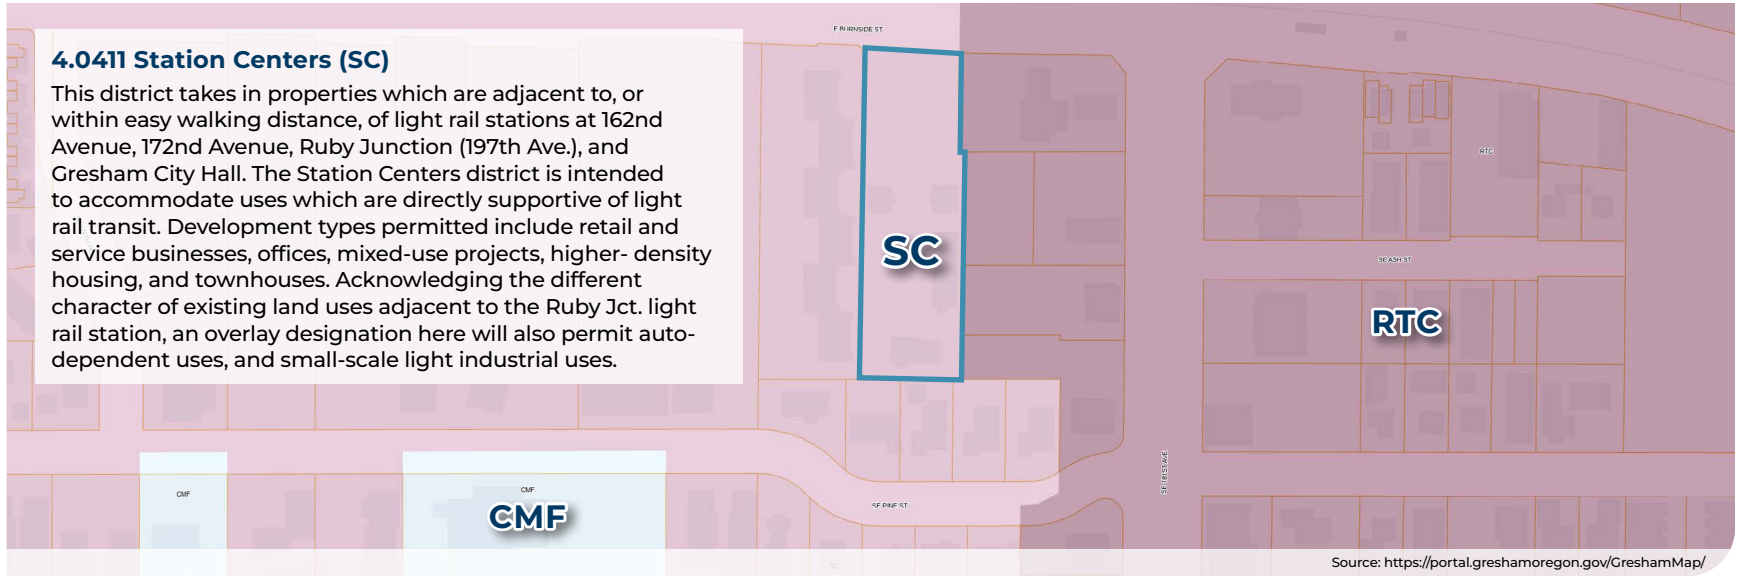 E BURNSIDE ST
4.0411 Station Centers (SC)
This district takes in properties which are adjacent to, or
within easy walking distance, of light rail stations at 162nd
Avenue, 172nd Avenue, Ruby Junction (197th Ave.), and
Gresham City Hall. The Station Centers district is intended
to accommodate uses which are directly supportive of light
rail transit. Development types permitted include retail and
service businesses, offices, mixed-use projects, higher- density
housing, and townhouses. Acknowledging the different
character of existing land uses adjacent to the Ruby Jct. light
rail station, an overlay designation here will also permit auto-
dependent uses, and small-scale light industrial uses.
SC
RTC
SE ASH ST
RTC
SE 181ST AVE
CMF
CMF
CMF
SE PINE ST
SC
Source: https://portal.greshamoregon.gov/GreshamMap/